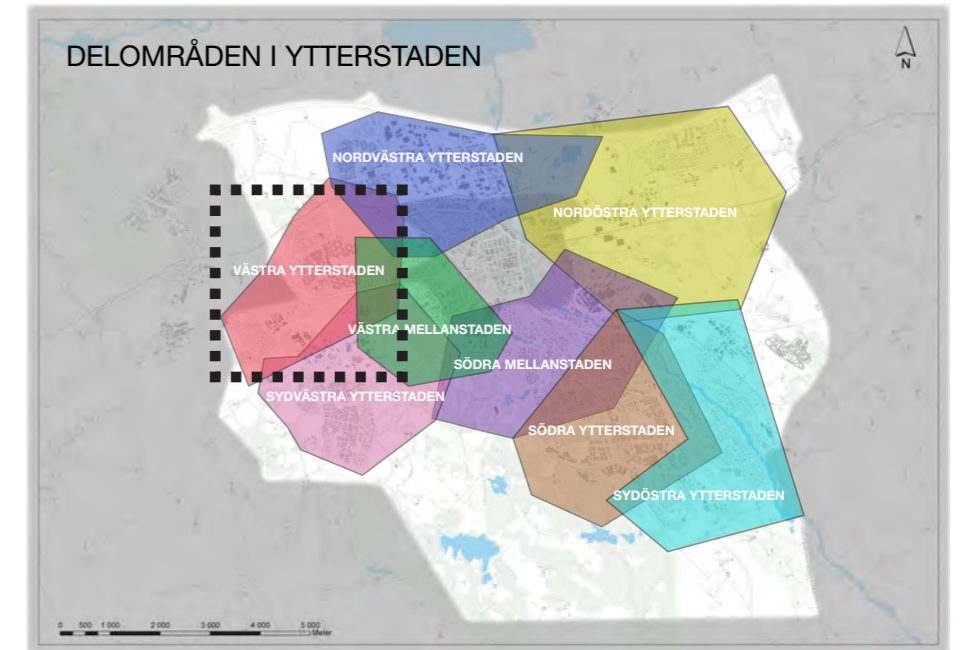 DELOMRÅDEN I YTTERSTADEN
N
NORDVÄSTRA YTTERSTADEN
NORDÖSTRA YTTERSTADEN
VÄSTRA YTTERSTADEN
VÄSTRA MELLANSTADEN
SÖDRA MELLANSTADEN
SYDVÄSTRA YTTERSTADEN
SÖDRA YTTERSTADEN
SYDÖSTRA YTTERSTADEN
0 500 1 000 2 000 3 000 4 000 5 000
Meter